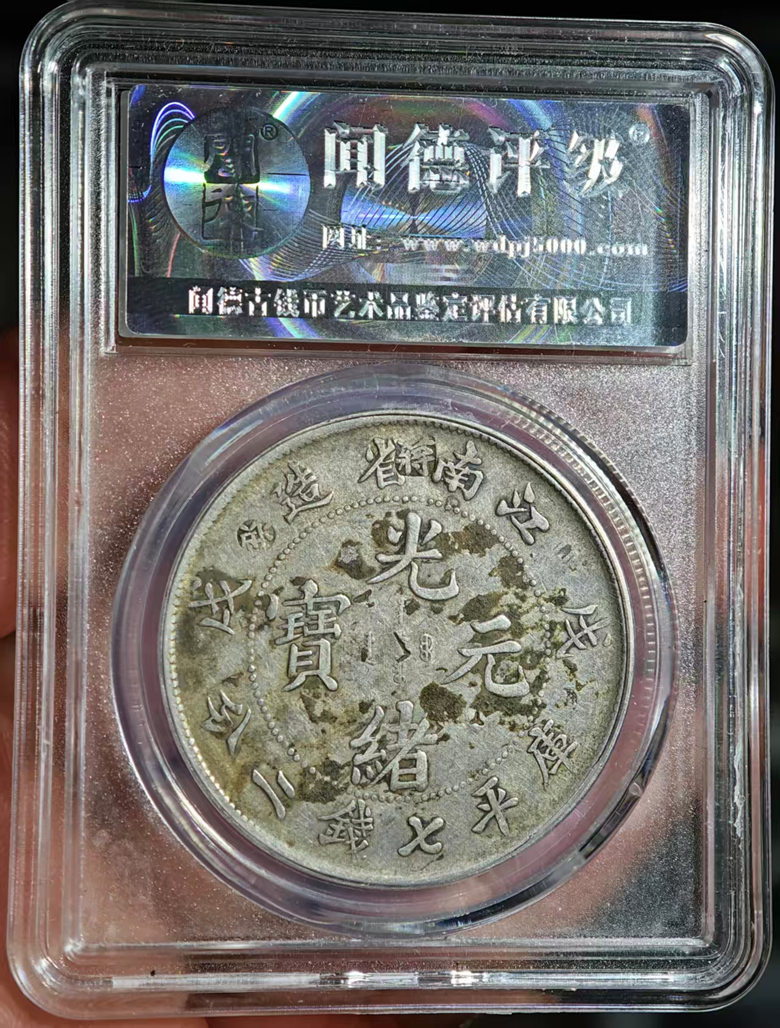 闻德评级®
网址：www.wdpj5000.com
闻德古钱币艺术品鉴定评估有限公司
江南省造
戊戌
光緒元寶
庫平七錢二分